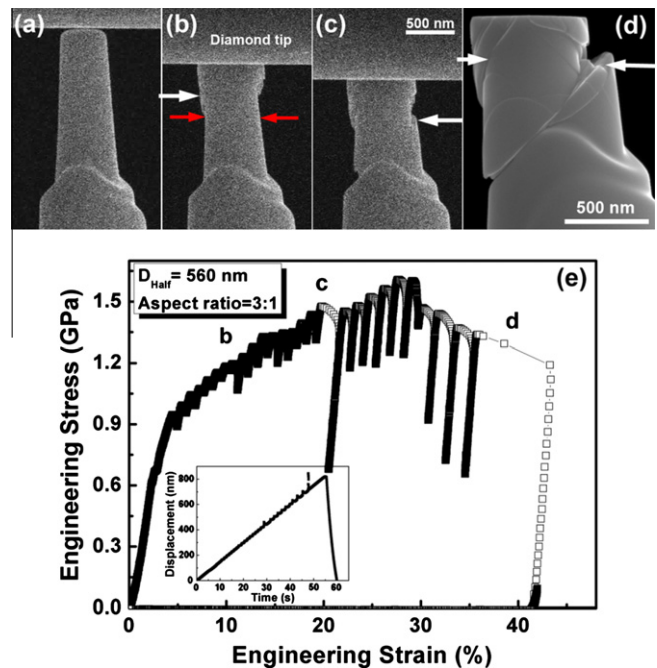 (a)
(b)
Diamond tip
(c)
500 nm
(d)
500 nm
(e)
D Half = 560 nm
Aspect ratio=3:1
b
c
d
Engineering Stress (GPa)
1.5
1.2
0.9
0.6
0.3
0.0
Displacement (nm)
800
600
400
200
0
0 10 20 30 40 50 60
Time (s)
0 10 20 30 40
Engineering Strain (%)